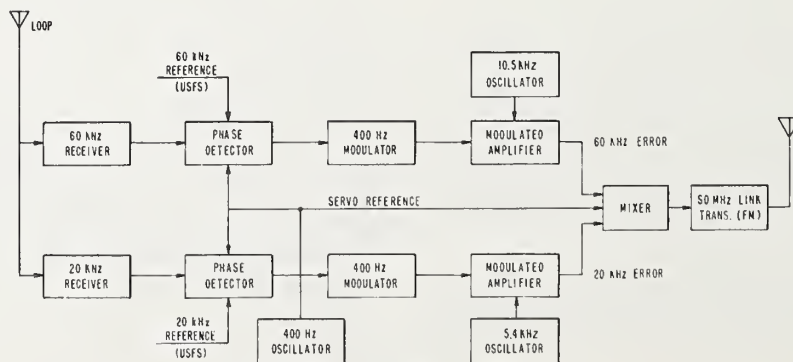 LOOP
60 kHz
REFERENCE
(USFS)
10.5 KHz
OSCILLATOR
60 KHz
RECEIVER
PHASE
DETECTOR
400 Hz
MODULATOR
MODULATED
AMPLIFIER
60 KHz ERROR
SERVO REFERENCE
MIXER
50 MHz LINK
TRANS. (FM)
20 KHz
RECEIVER
PHASE
DETECTOR
400 Hz
MODULATOR
MODULATED
AMPLIFIER
20 KHz ERROR
20 kHz
REFERENCE
(USFS)
400 Hz
OSCILLATOR
5.4 KHz
OSCILLATOR